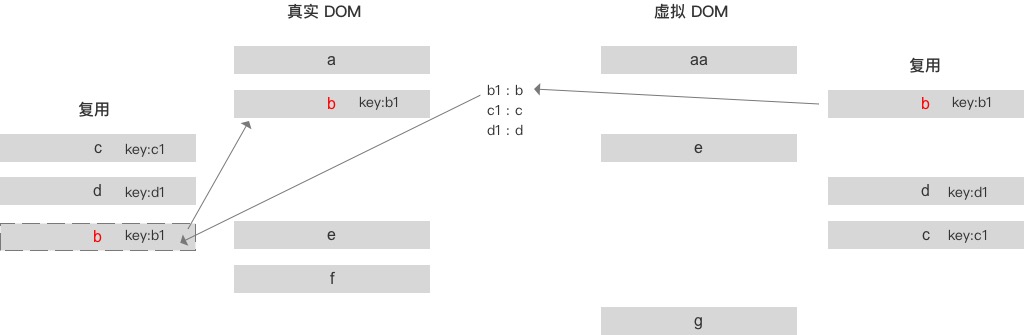 真实 DOM
虚拟 DOM
a
aa
复用
b1 : b
b key:b1
b key:b1
复用
c1 : c
d1 : d
c key:c1
e
d key:d1
d key:d1
b key:b1
e
c key:c1
f
g